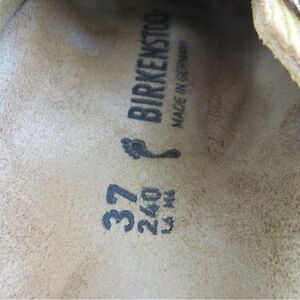 BIRKENSTOCK
MADE IN GERMANY
37
240
L6 M4